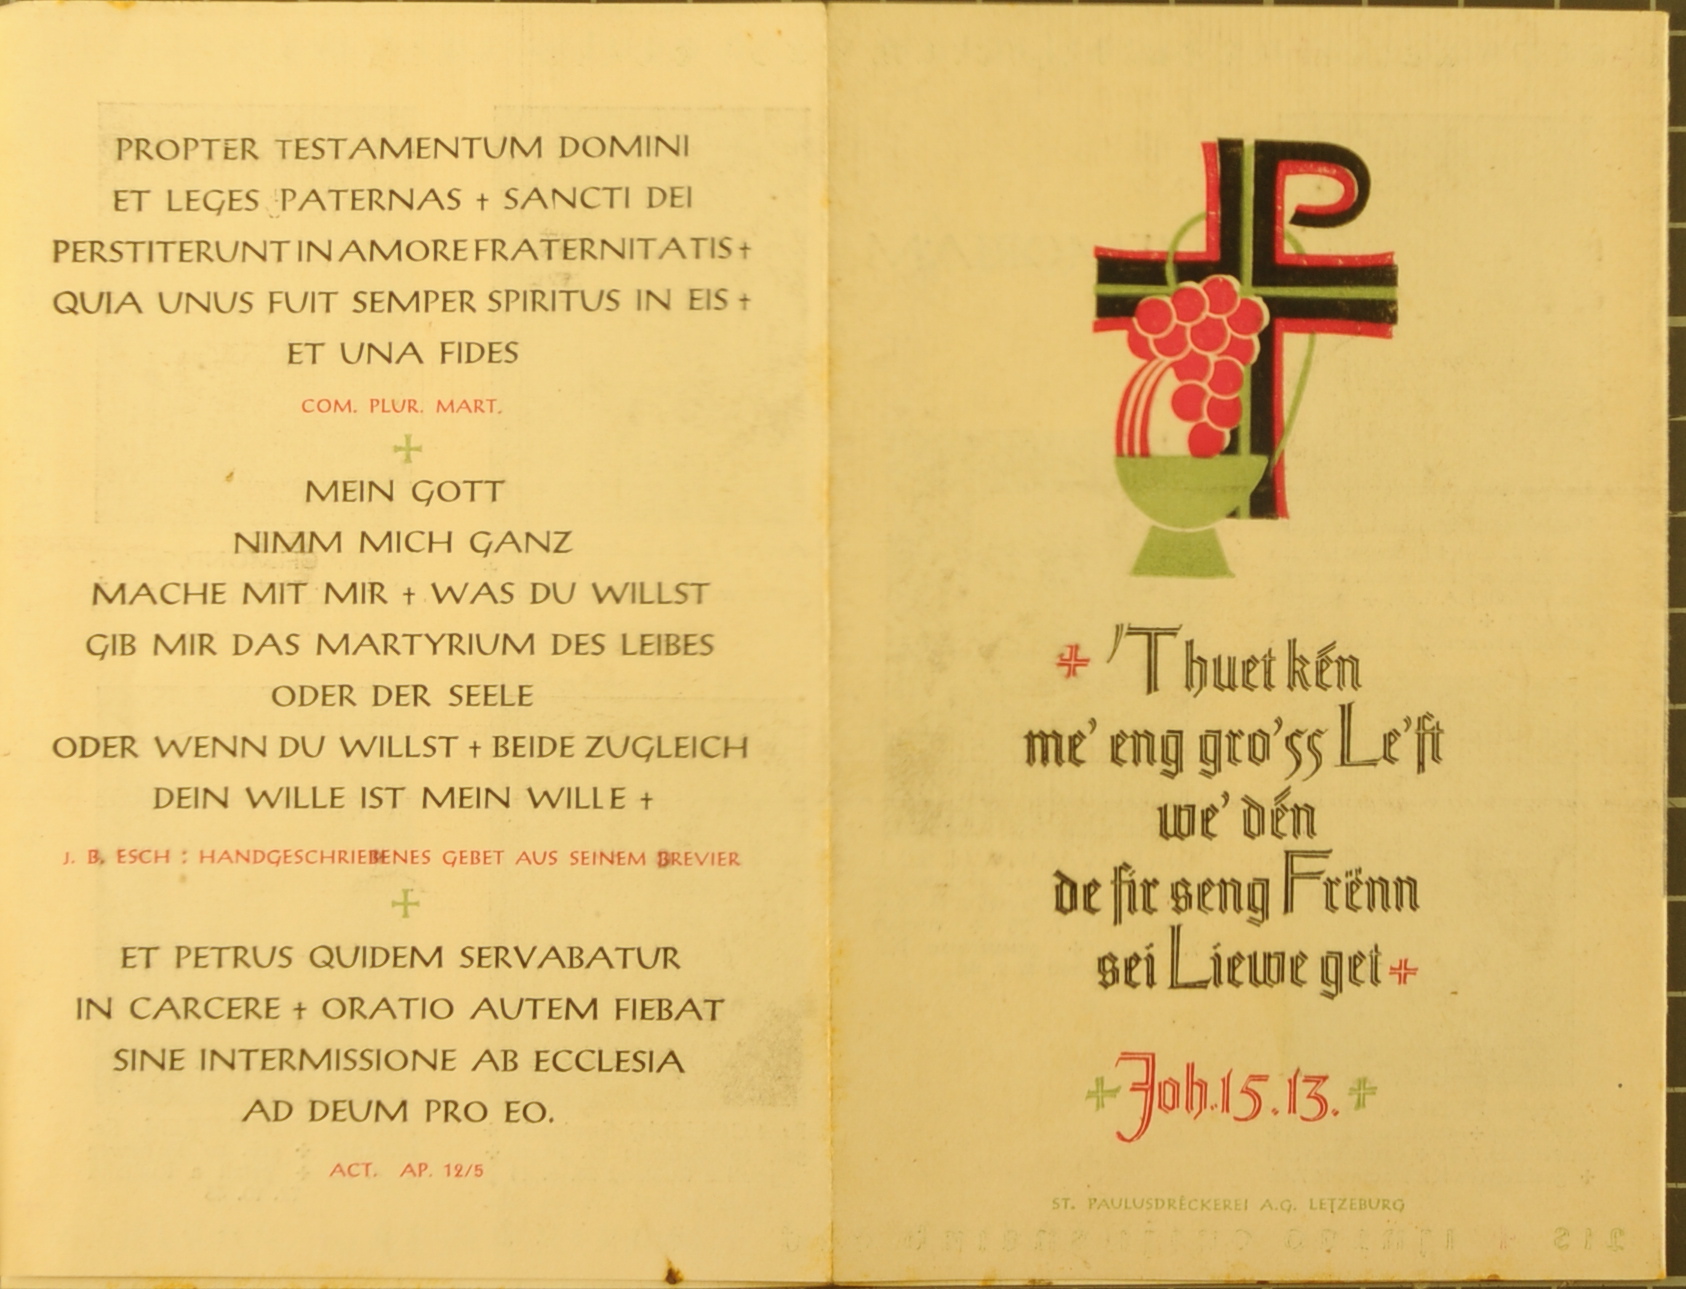 PROPTER TESTAMENTUM DOMINI
ET LEGES PATERNAS + SANCTI DEI
PERSTITERUNT IN AMORE FRATERNITATIS +
QUIA UNUS FUIT SEMPER SPIRITUS IN EIS +
ET UNA FIDES
COM. PLUR. MART.
MEIN GOTT
NIMM MICH GANZ
MACHE MIT MIR + WAS DU WILLST
GIB MIR DAS MARTYRIUM DES LEIBES
ODER DER SEELE
ODER WENN DU WILLST + BEIDE ZUGLEICH
DEIN WILLE IST MEIN WILLE +
J. B. ESCH : HANDGESCHRIEBENES GEBET AUS SEINEM BREVIER
ET PETRUS QUIDEM SERVABATUR
IN CARCERE + ORATIO AUTEM FIEBAT
SINE INTERMISSIONE AB ECCLESIA
AD DEUM PRO EO.
ACT. AP. 12/5
'Thuet kén
me' eng gro'ss Le'ft
we' dén
de fir seng Frënn
sei Liewe get
Joh. 15. 13.
ST. PAULUSDRËCKEREI A.G. LETZEBURG